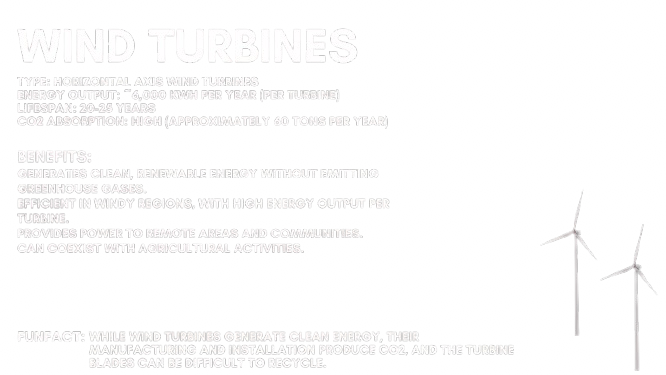 WIND TURBINES
TYPE: HORIZONTAL AXIS WIND TURBINES
ENERGY OUTPUT: ~6,000 KWH PER YEAR (PER TURBINE)
LIFESPAN: 20-25 YEARS
CO2 ABSORPTION: HIGH (APPROXIMATELY 60 TONS PER YEAR)
BENEFITS:
GENERATES CLEAN, RENEWABLE ENERGY WITHOUT EMITTING
GREENHOUSE GASES.
EFFICIENT IN WINDY REGIONS, WITH HIGH ENERGY OUTPUT PER
TURBINE.
PROVIDES POWER TO REMOTE AREAS AND COMMUNITIES.
CAN COEXIST WITH AGRICULTURAL ACTIVITIES.
FUNFACT: WHILE WIND TURBINES GENERATE CLEAN ENERGY, THEIR
MANUFACTURING AND INSTALLATION PRODUCE CO2. AND THE TURBINE
BLADES CAN BE DIFFICULT TO RECYCLE.